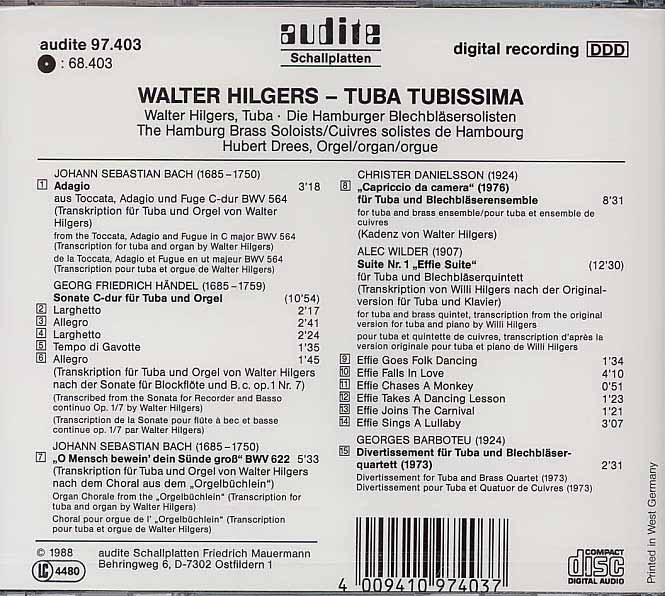 audite 97.403
: 68.403
audite
Schallplatten
digital recording DDD
WALTER HILGERS – TUBA TUBISSIMA
Walter Hilgers, Tuba · Die Hamburger Blechbläsersolisten
The Hamburg Brass Soloists/Cuivres solistes de Hambourg
Hubert Drees, Orgel/organ/orgue
JOHANN SEBASTIAN BACH (1685–1750)
1 Adagio 3'18
aus Toccata, Adagio und Fuge C-dur BWV 564
(Transkription für Tuba und Orgel von Walter
Hilgers)
from the Toccata, Adagio and Fugue in C major BWV 564
(Transcription for tuba and organ by Walter Hilgers)
de la Toccata, Adagio et Fugue en ut majeur BWV 564
(Transcription pour tuba et orgue de Walter Hilgers)
GEORG FRIEDRICH HÄNDEL (1685–1759)
Sonate C-dur für Tuba und Orgel (10'54)
2 Larghetto 2'17
3 Allegro 2'41
4 Larghetto 2'24
5 Tempo di Gavotte 1'35
6 Allegro 1'45
(Transkription für Tuba und Orgel von Walter Hilgers
nach der Sonate für Blockflöte und B. c. op. 1 Nr. 7)
(Transcribed from the Sonata for Recorder and Basso
continuo Op. 1/7 by Walter Hilgers)
(Transcription de la Sonate pour flûte à bec et basse
continue op. 1/7 par Walter Hilgers)
JOHANN SEBASTIAN BACH (1685–1750)
7 „O Mensch bewein' dein Sünde groß“ BWV 622 5'33
(Transkription für Tuba und Orgel von Walter Hilgers
nach dem Choral aus dem „Orgelbüchlein“)
Organ Chorale from the „Orgelbüchlein“ (Transcription for
tuba and organ by Walter Hilgers)
Choral pour orgue de l' „Orgelbüchlein“ (Transcription
pour tuba et orgue de Walter Hilgers)
CHRISTER DANIELSSON (1924)
8 „Capriccio da camera“ (1976)
für Tuba und Blechbläserensemble 8'31
for tuba and brass ensemble/pour tuba et ensemble de
cuivres
(Kadenz von Walter Hilgers)
ALEC WILDER (1907)
Suite Nr. 1 „Effie Suite“ (12'30)
für Tuba und Blechbläserquintett
(Transkription von Willi Hilgers nach der Original-
version für Tuba und Klavier)
for tuba and brass quintet, transcription from the original
version for tuba and piano by Willi Hilgers
pour tuba et quintette de cuivres, transcription d'après la
version originale pour tuba et piano de Willi Hilgers
9 Effie Goes Folk Dancing 1'34
10 Effie Falls In Love 4'10
11 Effie Chases A Monkey 0'51
12 Effie Takes A Dancing Lesson 1'23
13 Effie Joins The Carnival 1'21
14 Effie Sings A Lullaby 3'07
GEORGES BARBOTEU (1924)
15 Divertissement für Tuba und Blechbläser-
quartett (1973) 2'31
Divertissement for Tuba and Brass Quartet (1973)
Divertissement pour Tuba et Quatuor de Cuivres (1973)
Printed in West Germany
℗ 1988
LC 4480
audite Schallplatten Friedrich Mauermann
Behringweg 6, D-7302 Ostfildern 1
4 009410 974037
COMPACT
disc
DIGITAL AUDIO